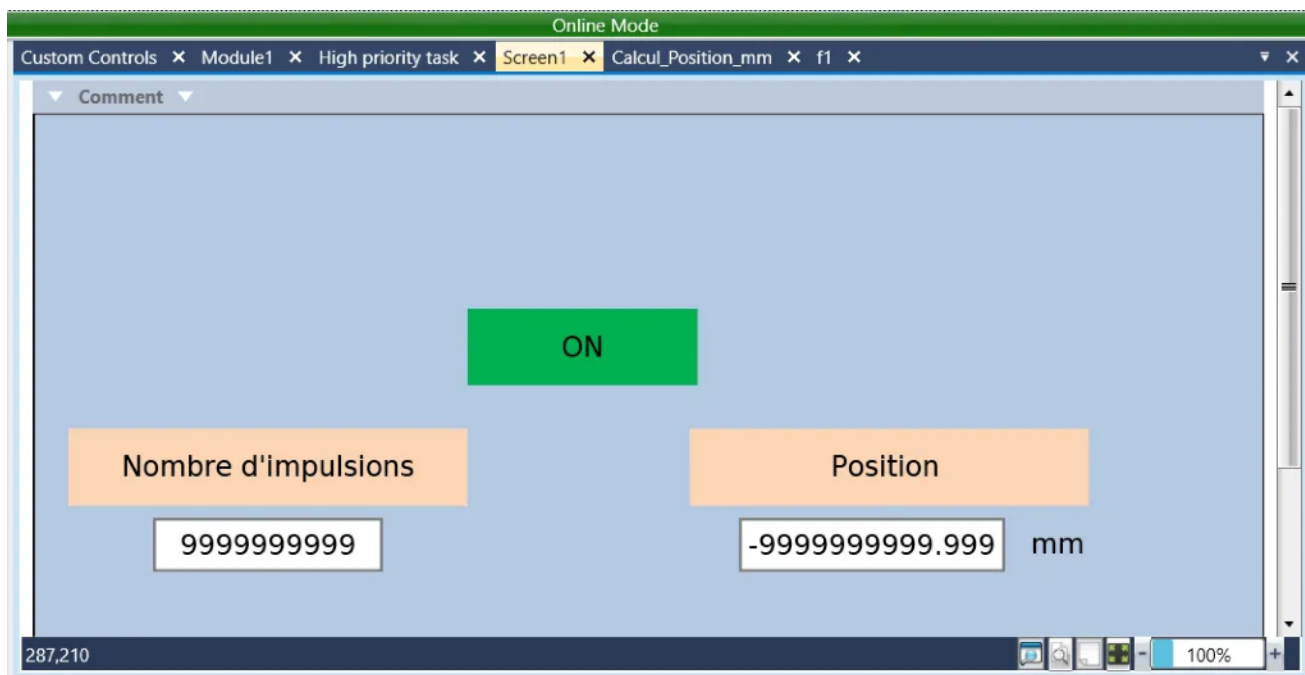 Online Mode
Custom Controls Module1 High priority task Screen1 Calcul_Position_mm f1
Comment
ON
Nombre d'impulsions Position
9999999999 -9999999999.999 mm
287,210 100%